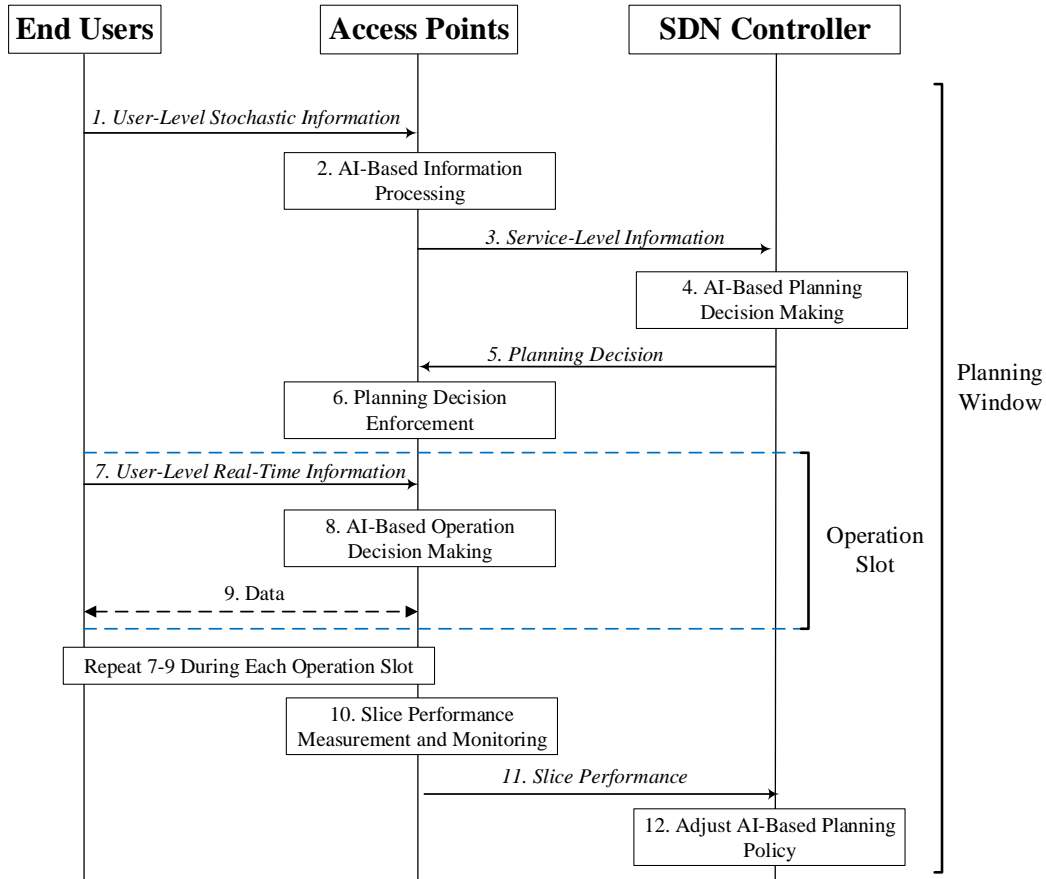 End Users
Access Points
SDN Controller
1. User-Level Stochastic Information
2. AI-Based Information
Processing
3. Service-Level Information
4. AI-Based Planning
Decision Making
5. Planning Decision
6. Planning Decision
Enforcement
Planning
Window
7. User-Level Real-Time Information
8. AI-Based Operation
Decision Making
Operation
Slot
9. Data
Repeat 7-9 During Each Operation Slot
10. Slice Performance
Measurement and Monitoring
11. Slice Performance
12. Adjust AI-Based Planning
Policy